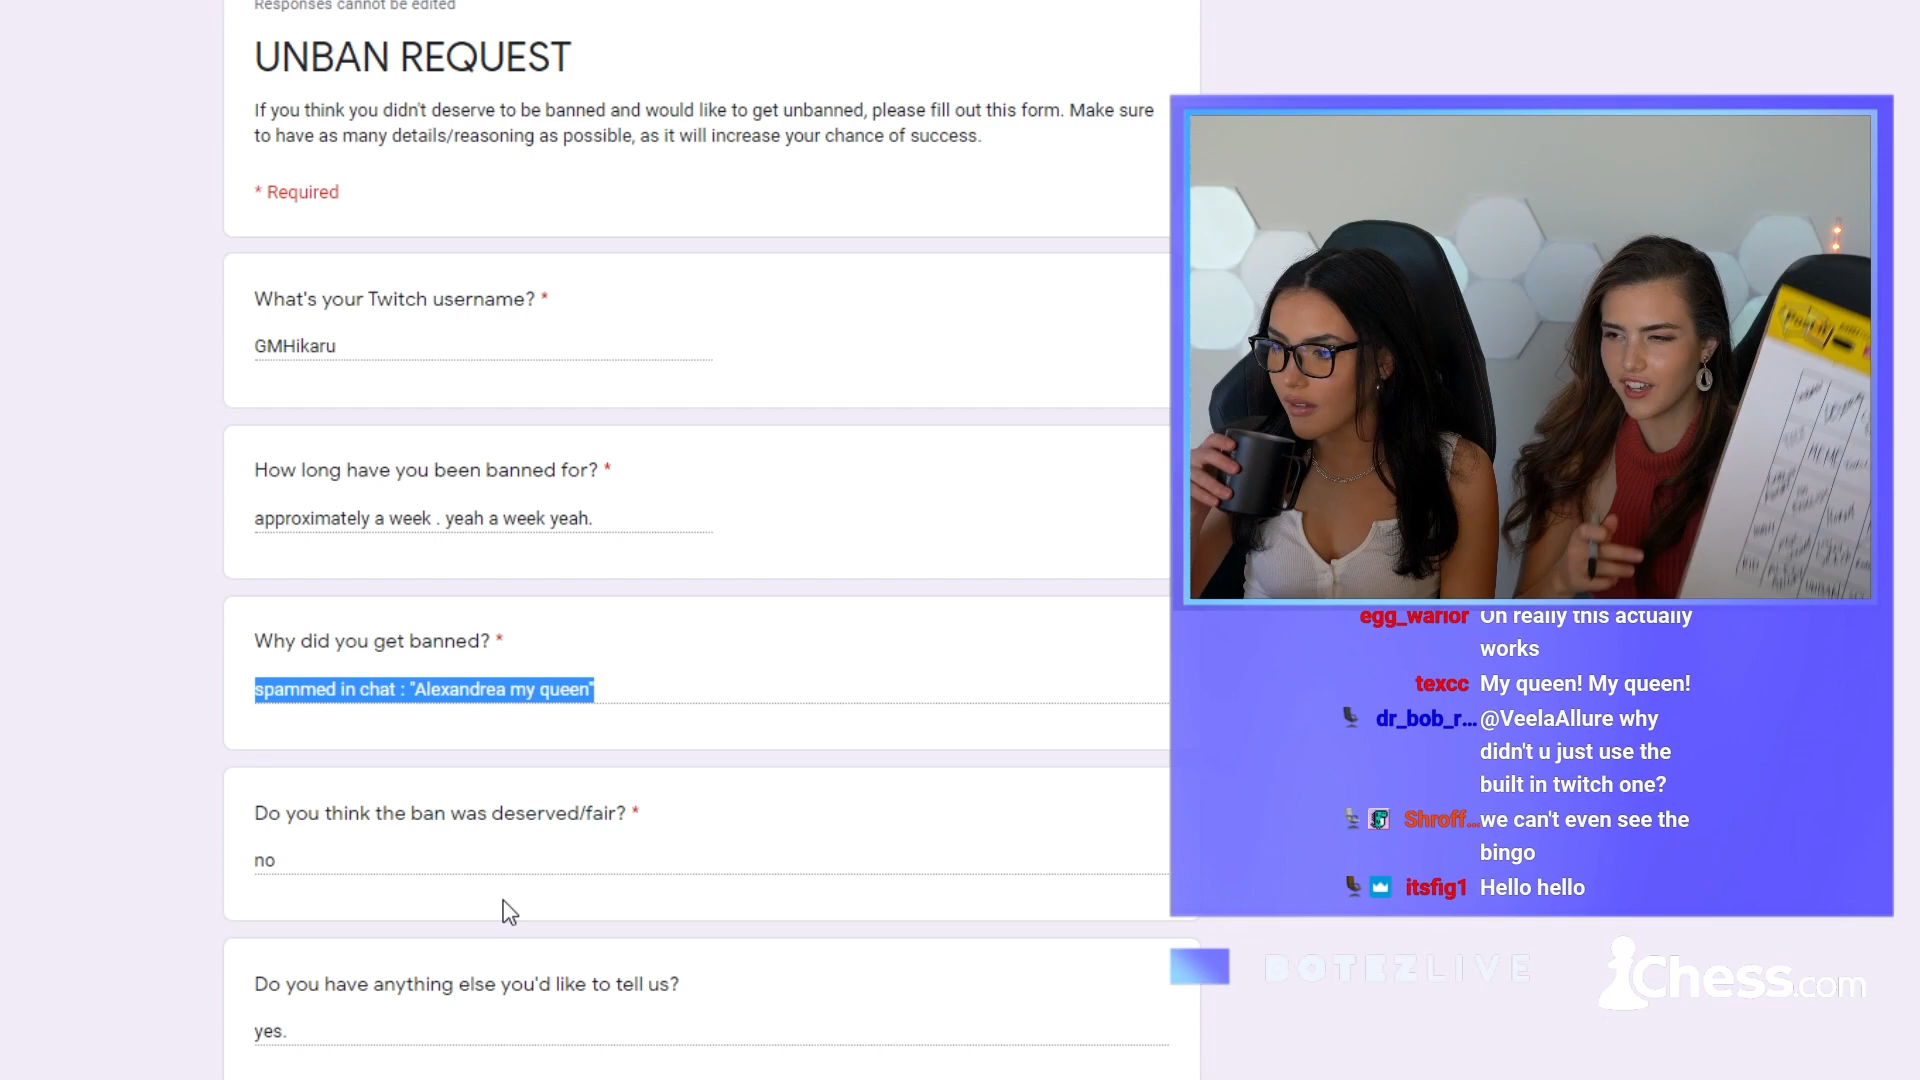 Responses cannot be edited
UNBAN REQUEST
If you think you didn't deserve to be banned and would like to get unbanned, please fill out this form. Make sure
to have as many details/reasoning as possible, as it will increase your chance of success.
* Required
What's your Twitch username? *
GMHikaru
How long have you been banned for? *
approximately a week . yeah a week yeah.
Why did you get banned? *
spammed in chat : "Alexandrea my queen"
Do you think the ban was deserved/fair? *
no
Do you have anything else you'd like to tell us?
yes.
egg_warior Oh really this actually
works
texcc My queen! My queen!
dr_bob_r... @VeelaAllure why
didn't u just use the
built in twitch one?
Shroff... we can't even see the
bingo
itsfig1 Hello hello
BOTEZLIVE
Chess.com